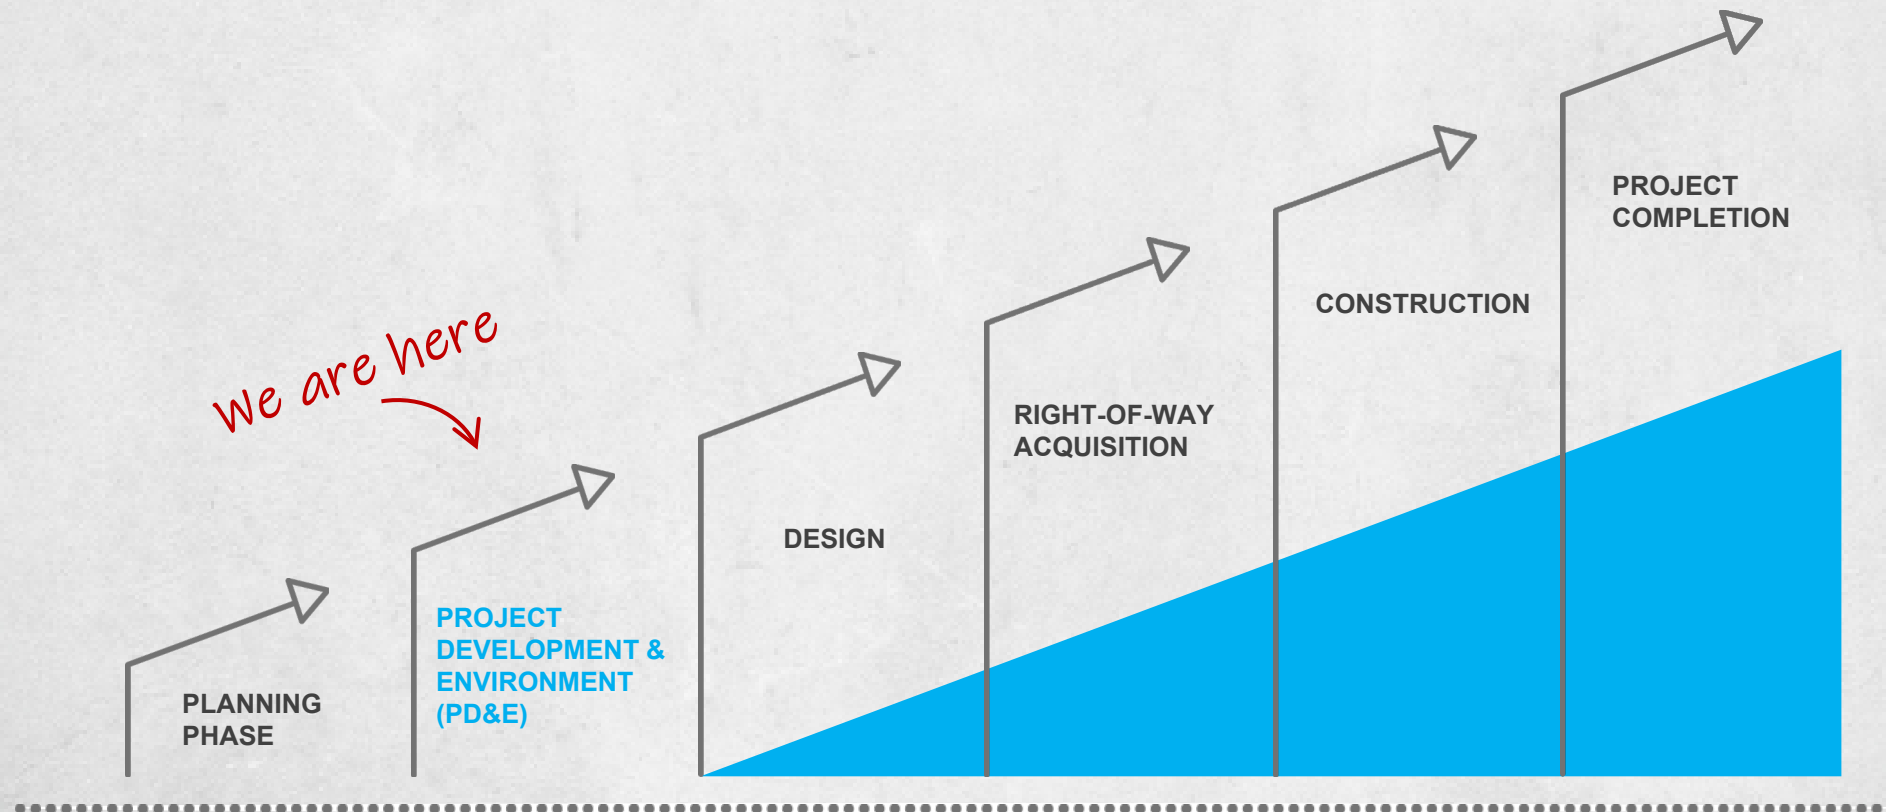 We are here
PLANNING
PHASE
PROJECT
DEVELOPMENT &
ENVIRONMENT
(PD&E)
DESIGN
RIGHT-OF-WAY
ACQUISITION
CONSTRUCTION
PROJECT
COMPLETION